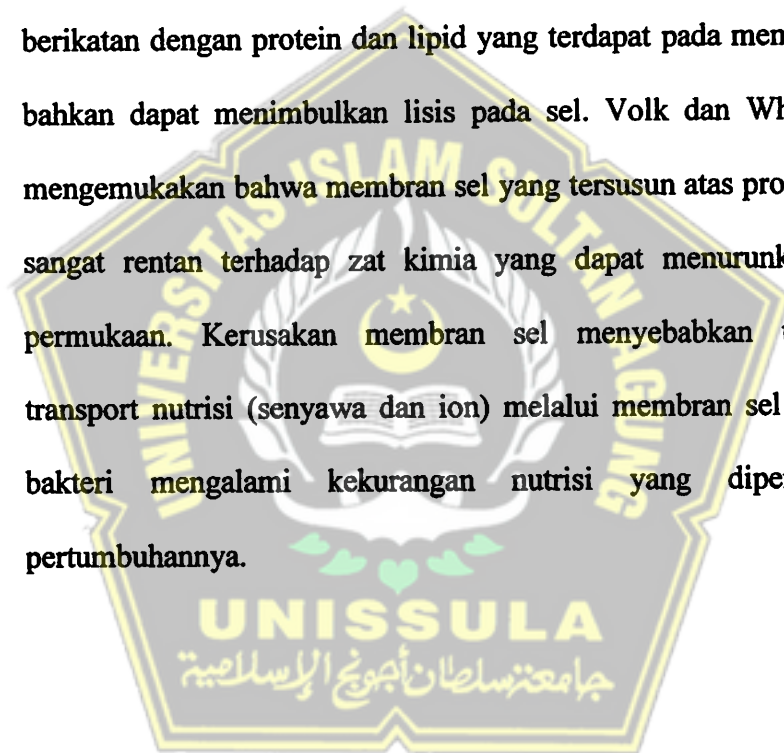 berikatan dengan protein dan lipid yang terdapat pada mem
bahkan dapat menimbulkan lisis pada sel. Volk dan Wh
mengemukakan bahwa membran sel yang tersusun atas pro
sangat rentan terhadap zat kimia yang dapat menurunk
permukaan. Kerusakan membran sel menyebabkan
transport nutrisi (senyawa dan ion) melalui membran sel
bakteri mengalami kekurangan nutrisi yang dipe
pertumbuhannya.
UNIVERSITAS ISLAM SULTAN AGUNG
UNISSULA
جامعة سلطان أجونج الإسلامية